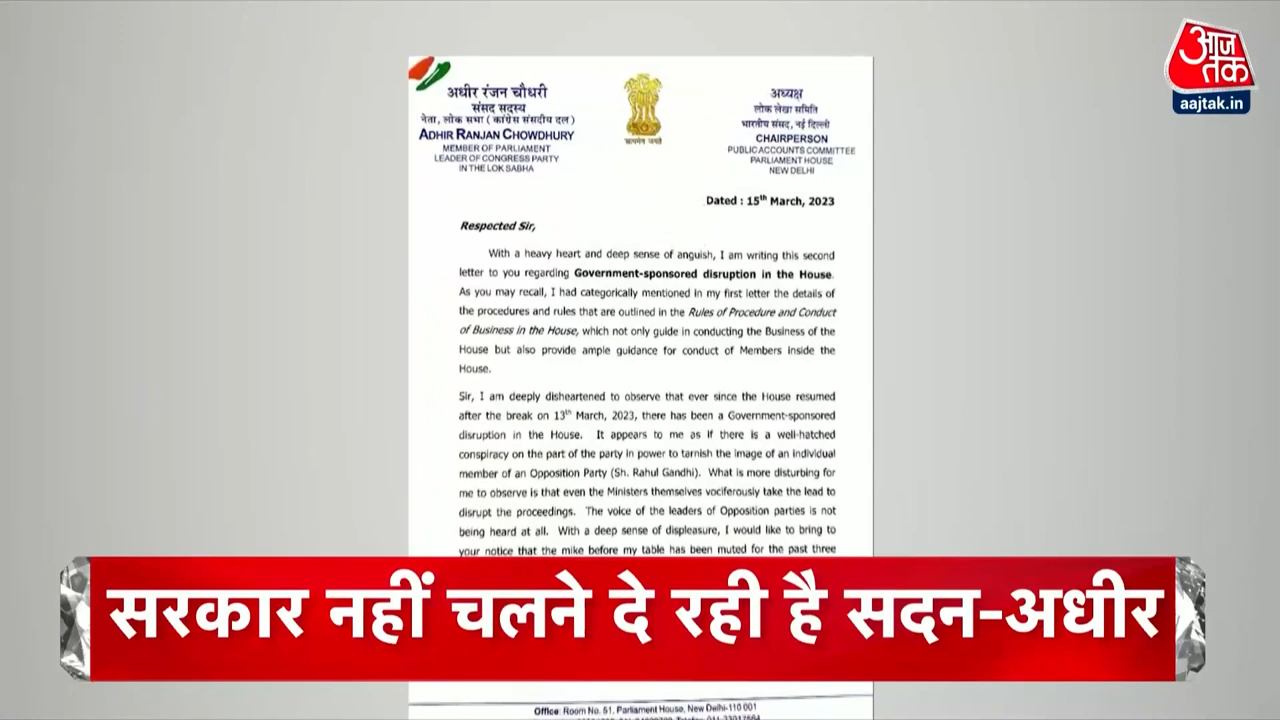 आज
तक
aajtak.in
अधीर रंजन चौधरी
संसद सदस्य
नेता, लोक सभा ( कांग्रेस संसदीय दल )
ADHIR RANJAN CHOWDHURY
MEMBER OF PARLIAMENT
LEADER OF CONGRESS PARTY
IN THE LOK SABHA
सत्यमेव जयते
अध्यक्ष
लोक लेखा समिति
भारतीय संसद, नई दिल्ली
CHAIRPERSON
PUBLIC ACCOUNTS COMMITTEE
PARLIAMENT HOUSE
NEW DELHI
Dated : 15th March, 2023
Respected Sir,
With a heavy heart and deep sense of anguish, I am writing this second
letter to you regarding Government-sponsored disruption in the House.
As you may recall, I had categorically mentioned in my first letter the details of
the procedures and rules that are outlined in the Rules of Procedure and Conduct
of Business in the House, which not only guide in conducting the Business of the
House but also provide ample guidance for conduct of Members inside the
House.
Sir, I am deeply disheartened to observe that ever since the House resumed
after the break on 13th March, 2023, there has been a Government-sponsored
disruption in the House. It appears to me as if there is a well-hatched
conspiracy on the part of the party in power to tarnish the image of an individual
member of an Opposition Party (Sh. Rahul Gandhi). What is more disturbing for
me to observe is that even the Ministers themselves vociferously take the lead to
disrupt the proceedings. The voice of the leaders of Opposition parties is not
being heard at all. With a deep sense of displeasure, I would like to bring to
your notice that the mike before my table has been muted for the past three
सरकार नहीं चलने दे रही है सदन-अधीर
Office: Room No. 51, Parliament House, New Delhi-110 001